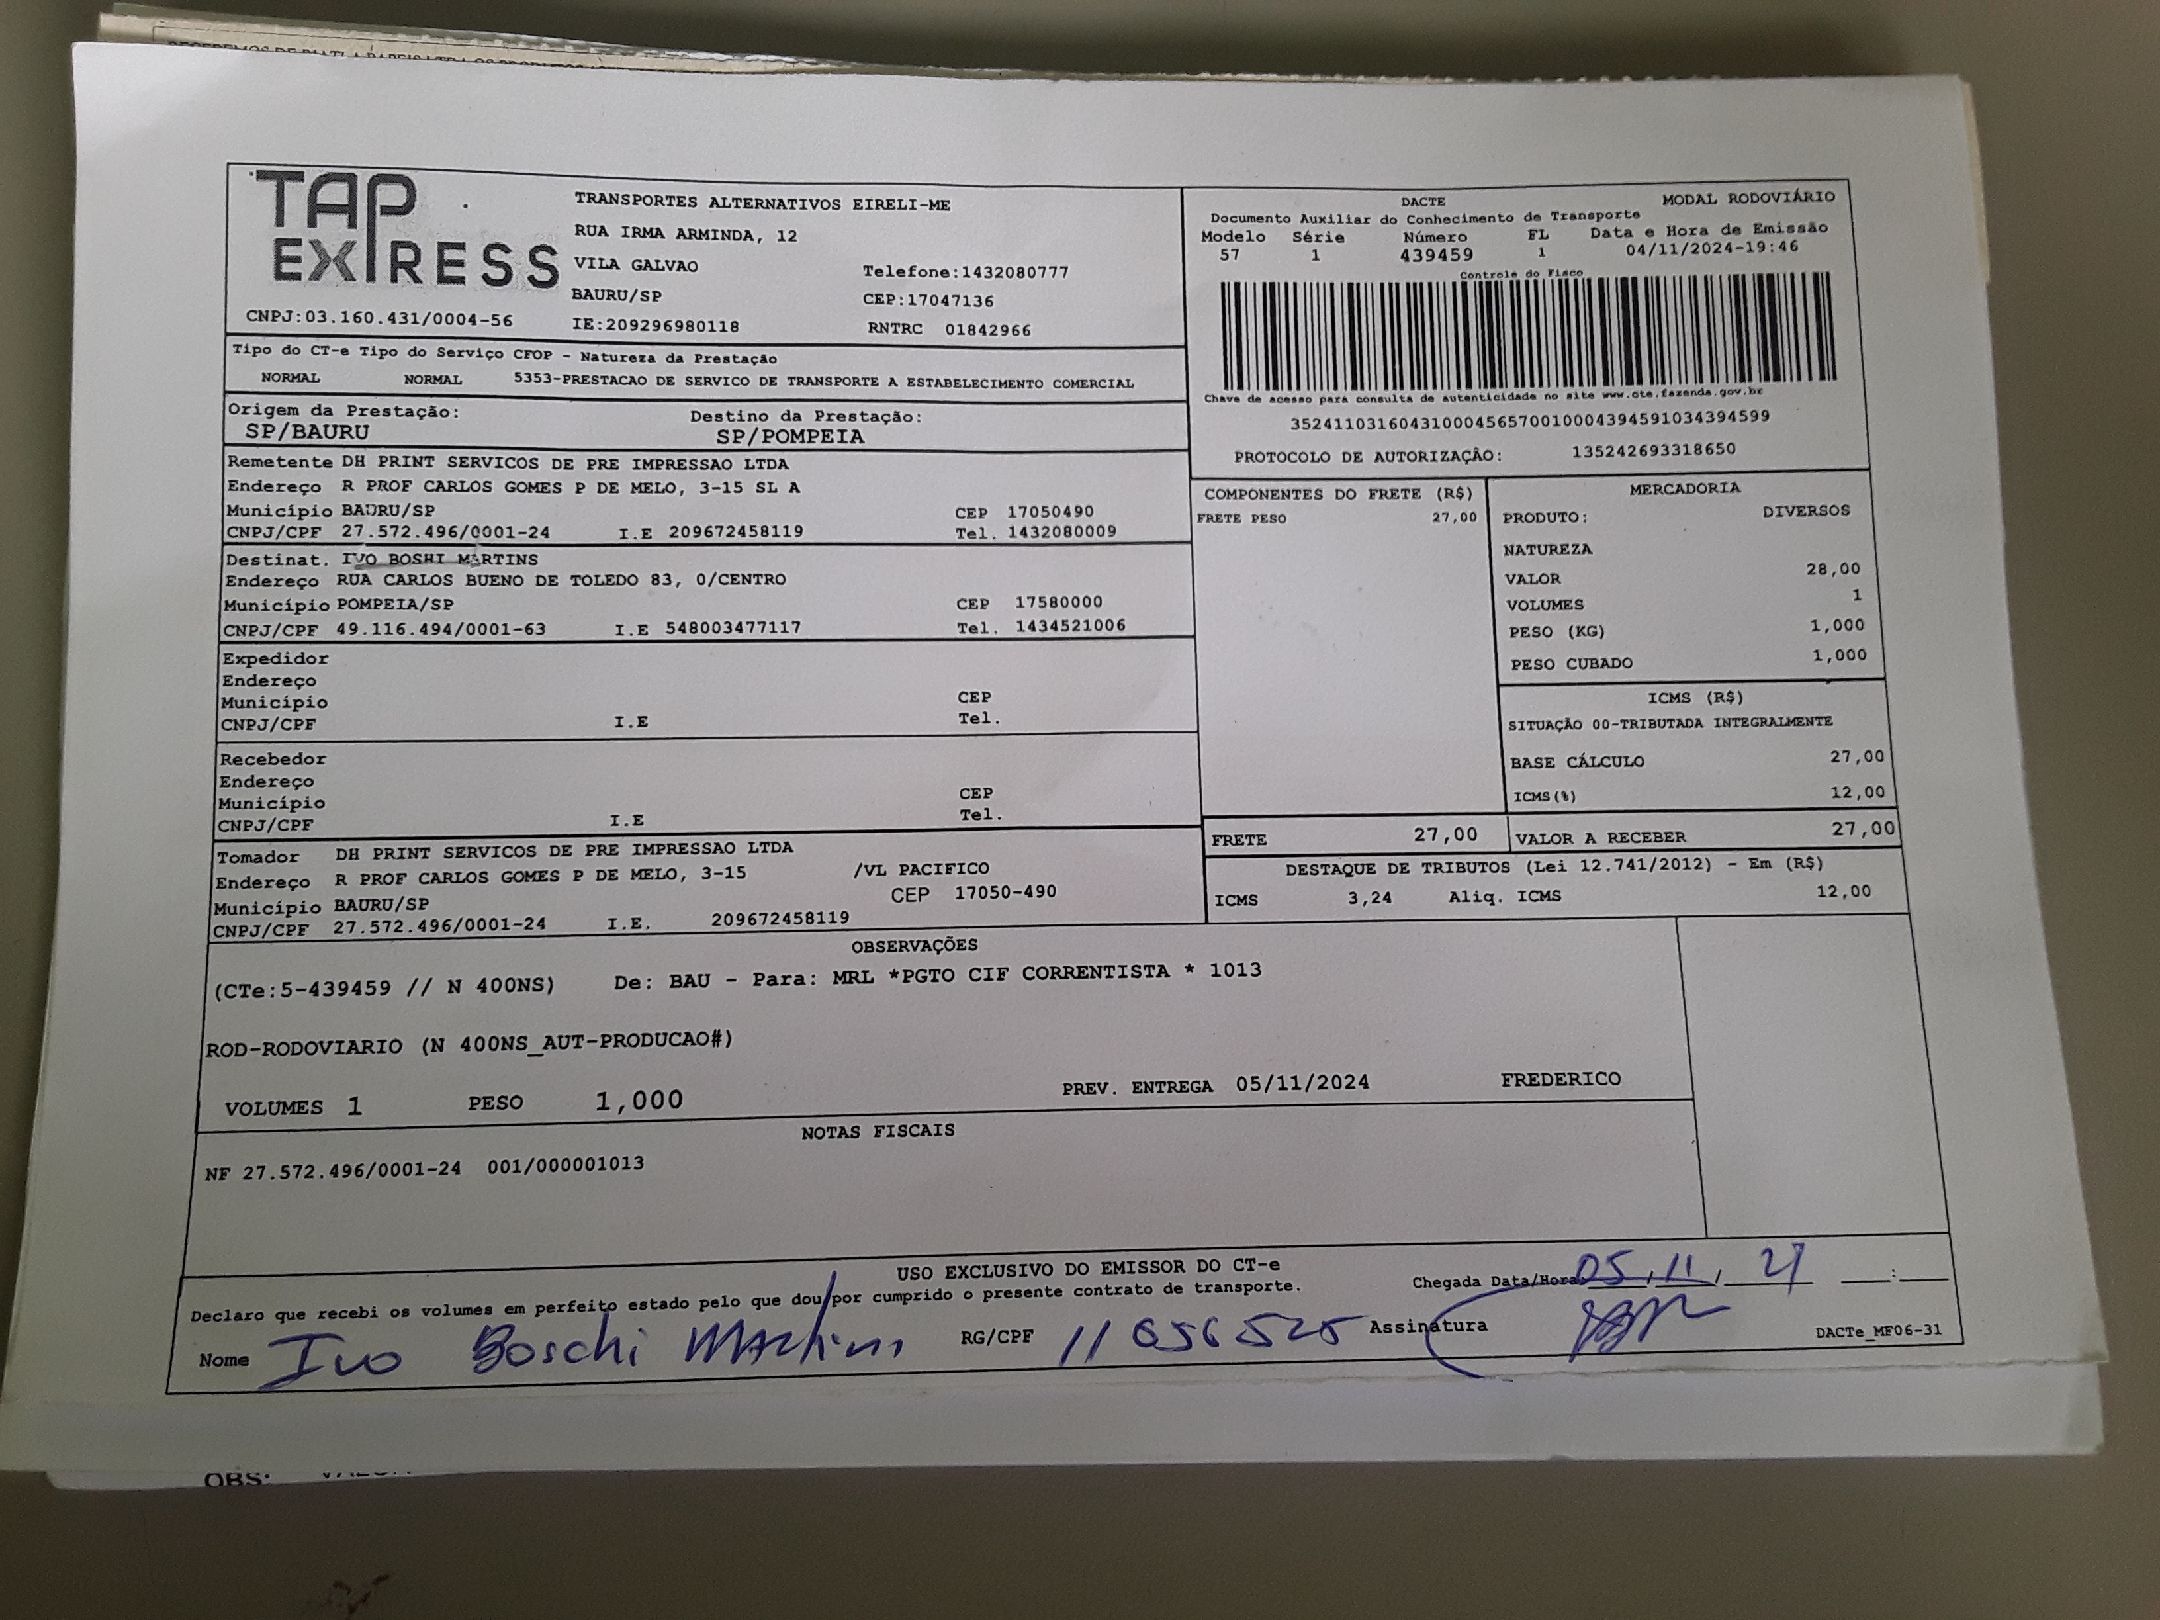 TAP
EXPRESS
TRANSPORTES ALTERNATIVOS EIRELI-ME
RUA IRMA ARMINDA, 12
VILA GALVAO Telefone:1432080777
BAURU/SP CEP:17047136
CNPJ:03.160.431/0004-56 IE:209296980118 RNTRC 01842966
DACTE MODAL RODOVIÁRIO
Documento Auxiliar do Conhecimento de Transporte
Modelo Série Número FL Data e Hora de Emissão
57 1 439459 1 04/11/2024-19:46
Controle do Fisco
Chave de acesso para consulta de autenticidade no site www.cte.fazenda.gov.br
35241103160431000456570010004394591034394599
PROTOCOLO DE AUTORIZAÇÃO: 135242693318650
Tipo do CT-e Tipo do Serviço CFOP - Natureza da Prestação
NORMAL NORMAL 5353-PRESTACAO DE SERVICO DE TRANSPORTE A ESTABELECIMENTO COMERCIAL
Origem da Prestação: Destino da Prestação:
SP/BAURU SP/POMPEIA
Remetente DH PRINT SERVICOS DE PRE IMPRESSAO LTDA
Endereço R PROF CARLOS GOMES P DE MELO, 3-15 SL A
Município BAURU/SP CEP 17050490
CNPJ/CPF 27.572.496/0001-24 I.E 209672458119 Tel. 1432080009
Destinat. IVO BOSHI MARTINS
Endereço RUA CARLOS BUENO DE TOLEDO 83, 0/CENTRO
Município POMPEIA/SP CEP 17580000
CNPJ/CPF 49.116.494/0001-63 I.E 548003477117 Tel. 1434521006
Expedidor
Endereço
Município CEP
CNPJ/CPF I.E Tel.
Recebedor
Endereço
Município CEP
CNPJ/CPF I.E Tel.
Tomador DH PRINT SERVICOS DE PRE IMPRESSAO LTDA
Endereço R PROF CARLOS GOMES P DE MELO, 3-15 /VL PACIFICO
Município BAURU/SP CEP 17050-490
CNPJ/CPF 27.572.496/0001-24 I.E. 209672458119
COMPONENTES DO FRETE (R$)
FRETE PESO 27,00
MERCADORIA
PRODUTO: DIVERSOS
NATUREZA
VALOR 28,00
VOLUMES 1
PESO (KG) 1,000
PESO CUBADO 1,000
ICMS (R$)
SITUAÇÃO 00-TRIBUTADA INTEGRALMENTE
BASE CÁLCULO 27,00
ICMS(%) 12,00
FRETE 27,00 VALOR A RECEBER 27,00
DESTAQUE DE TRIBUTOS (Lei 12.741/2012) - Em (R$)
ICMS 3,24 Aliq. ICMS 12,00
OBSERVAÇÕES
(CTe:5-439459 // N 400NS) De: BAU - Para: MRL *PGTO CIF CORRENTISTA * 1013
ROD-RODOVIARIO (N 400NS_AUT-PRODUCAO#)
VOLUMES 1 PESO 1,000 PREV. ENTREGA 05/11/2024 FREDERICO
NOTAS FISCAIS
NF 27.572.496/0001-24 001/000001013
USO EXCLUSIVO DO EMISSOR DO CT-e
Declaro que recebi os volumes em perfeito estado pelo que dou por cumprido o presente contrato de transporte. Chegada Data/Hora: 05 / 11 /
Nome Ivo Boschi Martins RG/CPF 11 056 525 Assinatura
DACTe_MF06-31
OBS: